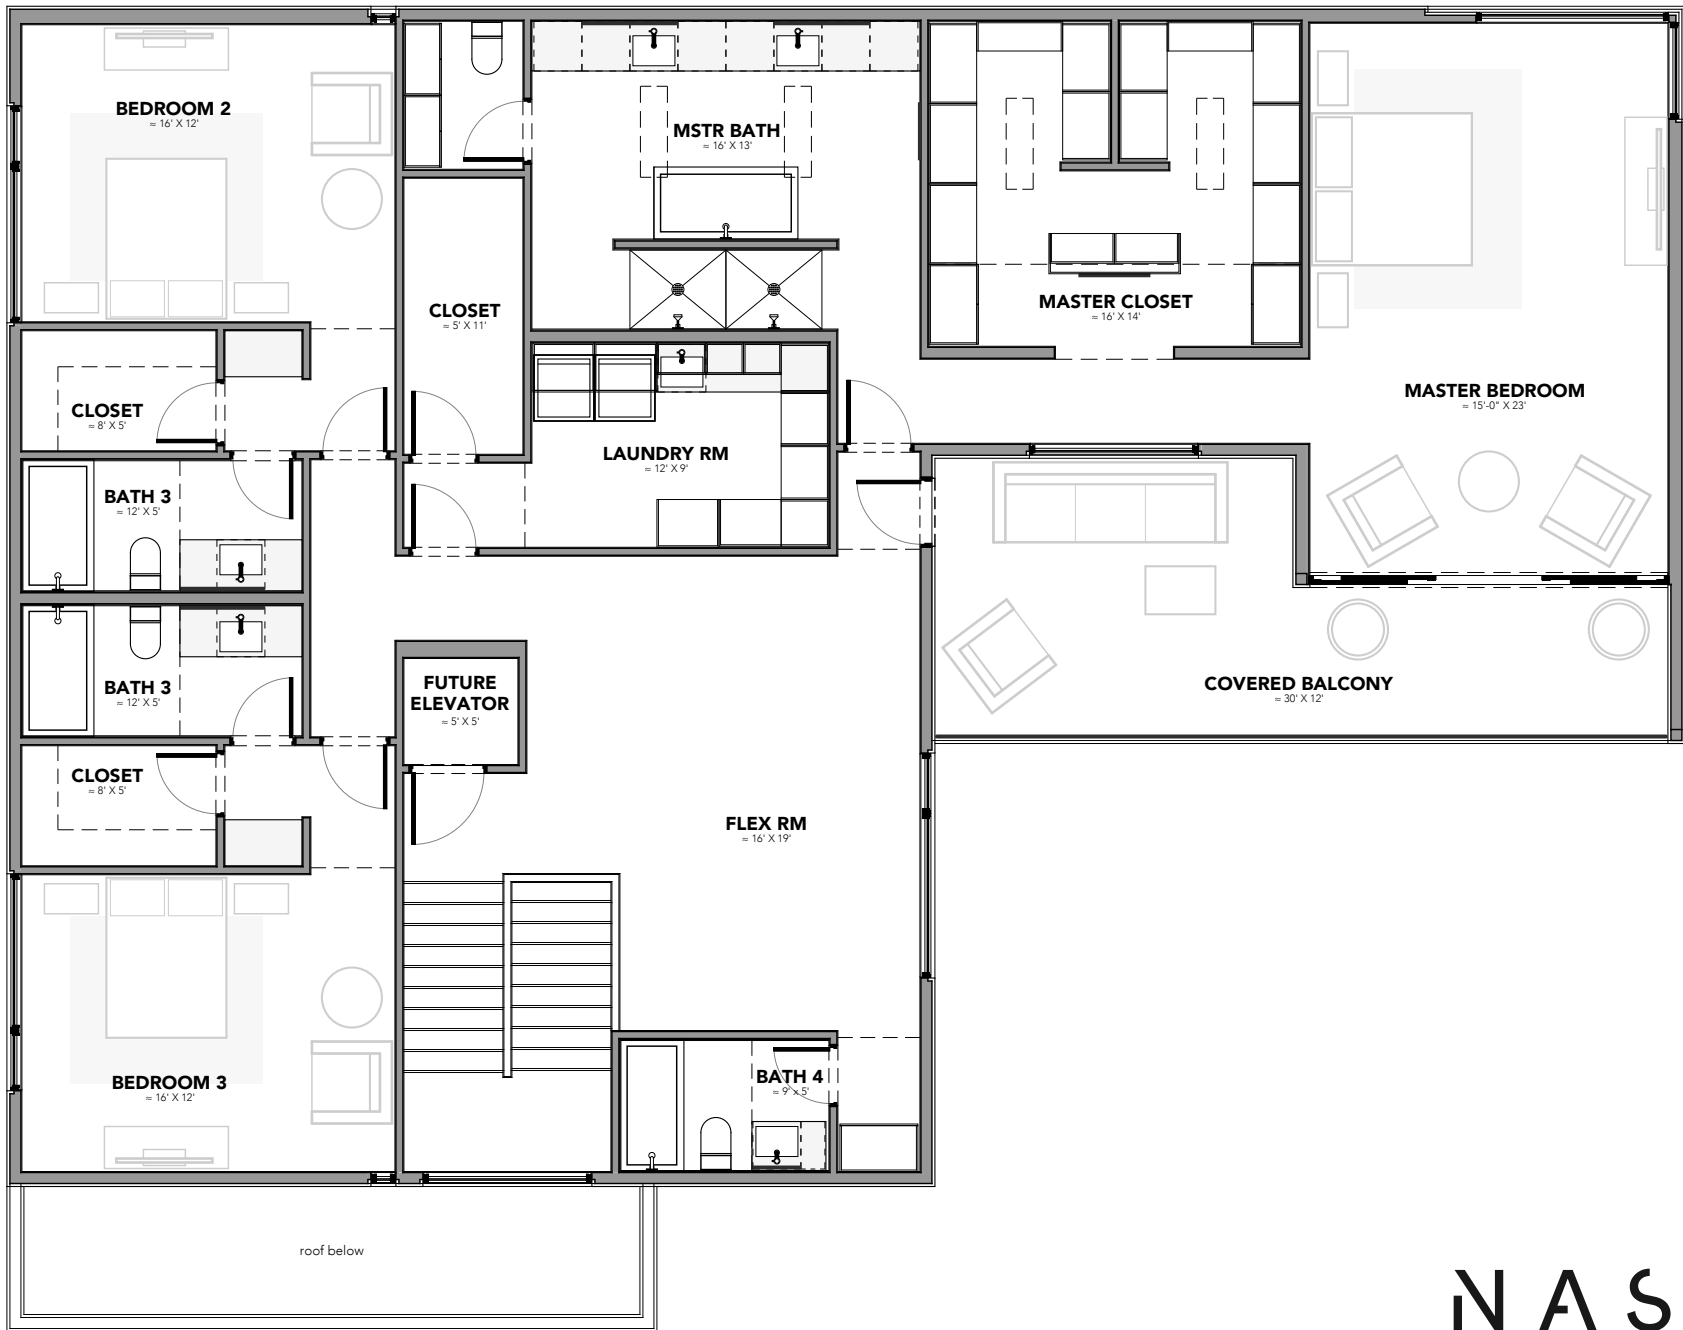 BEDROOM 2
≈ 16' X 12'
MSTR BATH
≈ 16' X 13'
CLOSET
≈ 5' X 11'
MASTER CLOSET
≈ 16' X 14'
MASTER BEDROOM
≈ 15'-0" X 23'
CLOSET
≈ 8' X 5'
LAUNDRY RM
≈ 12' X 9'
BATH 3
≈ 12' X 5'
BATH 3
≈ 12' X 5'
FUTURE
ELEVATOR
≈ 5' X 5'
COVERED BALCONY
≈ 30' X 12'
CLOSET
≈ 8' X 5'
FLEX RM
≈ 16' X 19'
BEDROOM 3
≈ 16' X 12'
BATH 4
≈ 9' x 5'
roof below
NAS